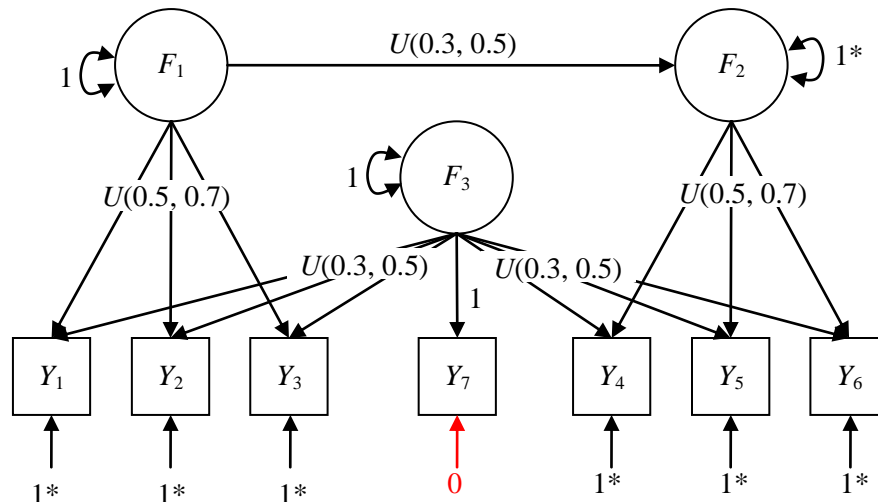 U(0.3, 0.5)
1 F1 F2 1*
1 F3
U(0.5, 0.7) U(0.5, 0.7)
U(0.3, 0.5) U(0.3, 0.5)
1
Y1 Y2 Y3 Y7 Y4 Y5 Y6
1* 1* 1* 0 1* 1* 1*